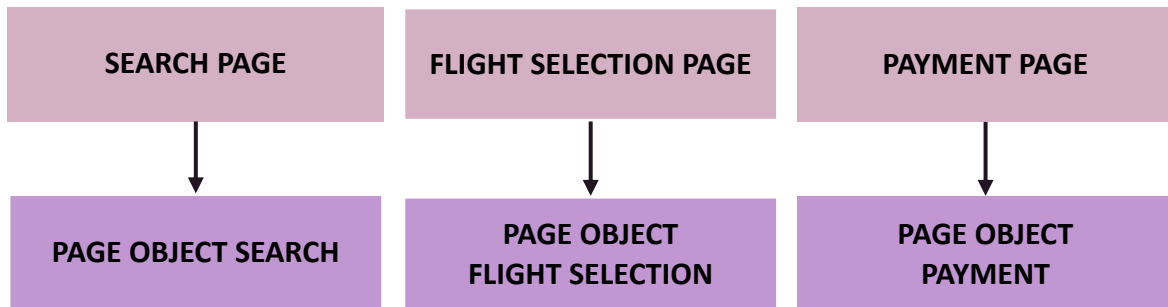 SEARCH PAGE
FLIGHT SELECTION PAGE
PAYMENT PAGE
PAGE OBJECT SEARCH
PAGE OBJECT
FLIGHT SELECTION
PAGE OBJECT
PAYMENT